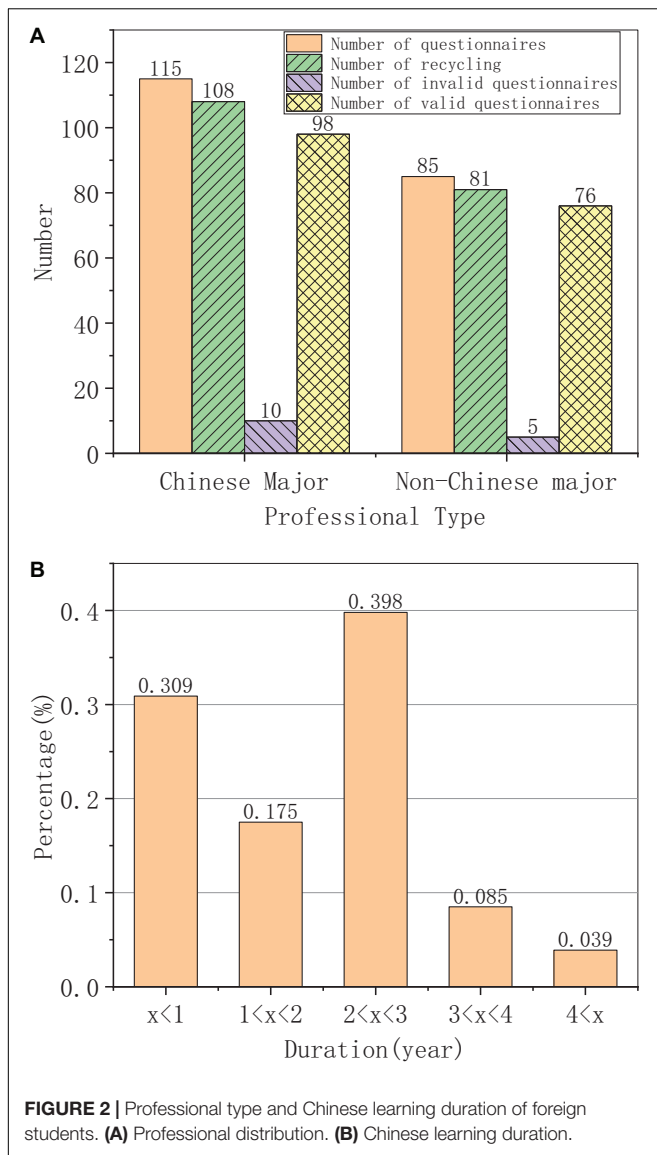 A
Number of questionnaires
Number of recycling
Number of invalid questionnaires
Number of valid questionnaires
120
100
80
60
40
20
0
Number
115
108
10
98
85
81
5
76
Chinese Major
Non-Chinese major
Professional Type
B
0.4
0.3
0.2
0.1
0.0
Percentage(%)
0.309
0.175
0.398
0.085
0.039
x<1
1<x<2
2<x<3
3<x<4
4<x
Duration(year)
FIGURE 2 | Professional type and Chinese learning duration of foreign
students. (A) Professional distribution. (B) Chinese learning duration.